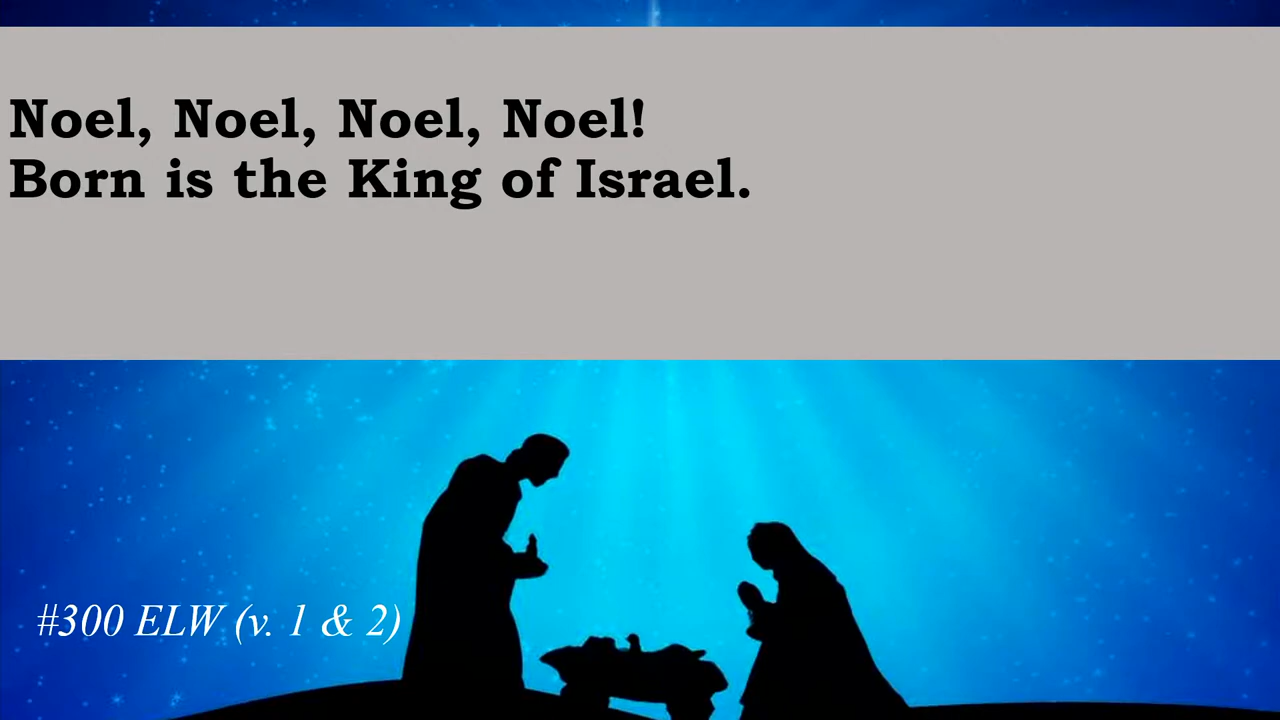 Noel, Noel, Noel, Noel!
Born is the King of Israel.
#300 ELW (v. 1 & 2)